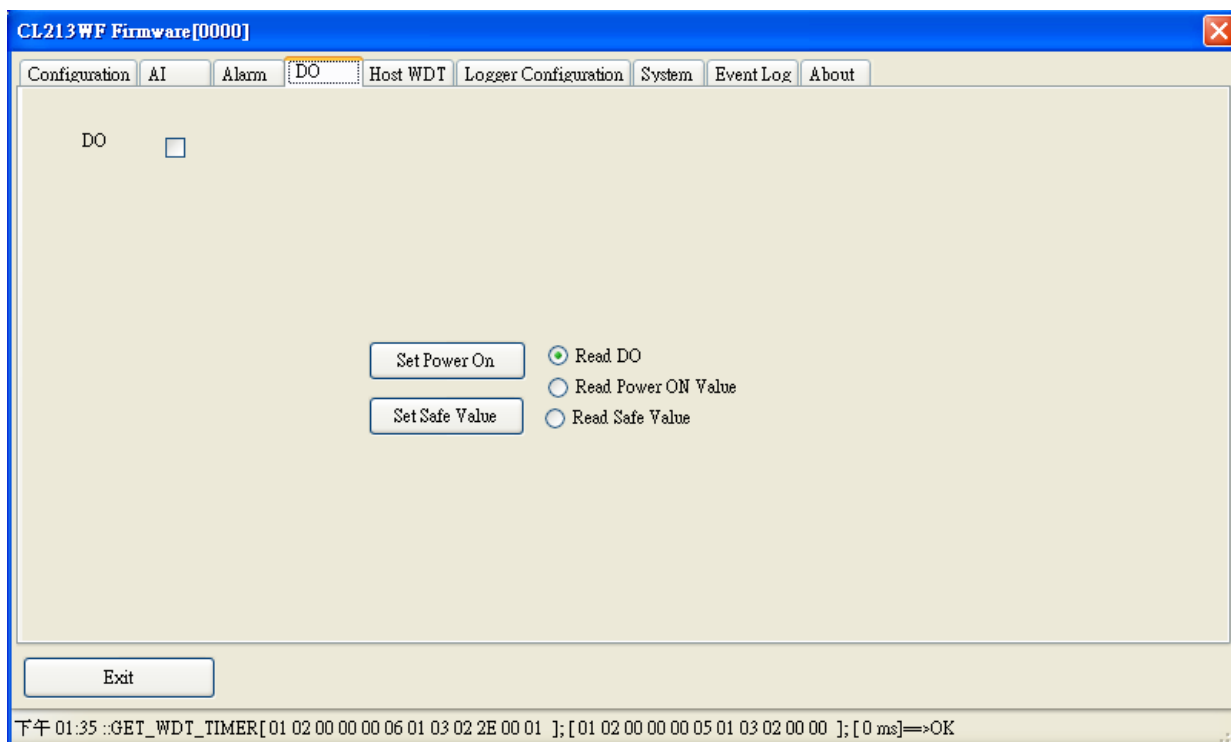 CL213WF Firmware[0000]
Configuration AI Alarm DO Host WDT Logger Configuration System Event Log About
DO
Set Power On Read DO
Read Power ON Value
Set Safe Value Read Safe Value
Exit
下午 01:35 ::GET_WDT_TIMER[ 01 02 00 00 00 06 01 03 02 2E 00 01 ]; [ 01 02 00 00 00 05 01 03 02 00 00 ]; [ 0 ms]==>OK